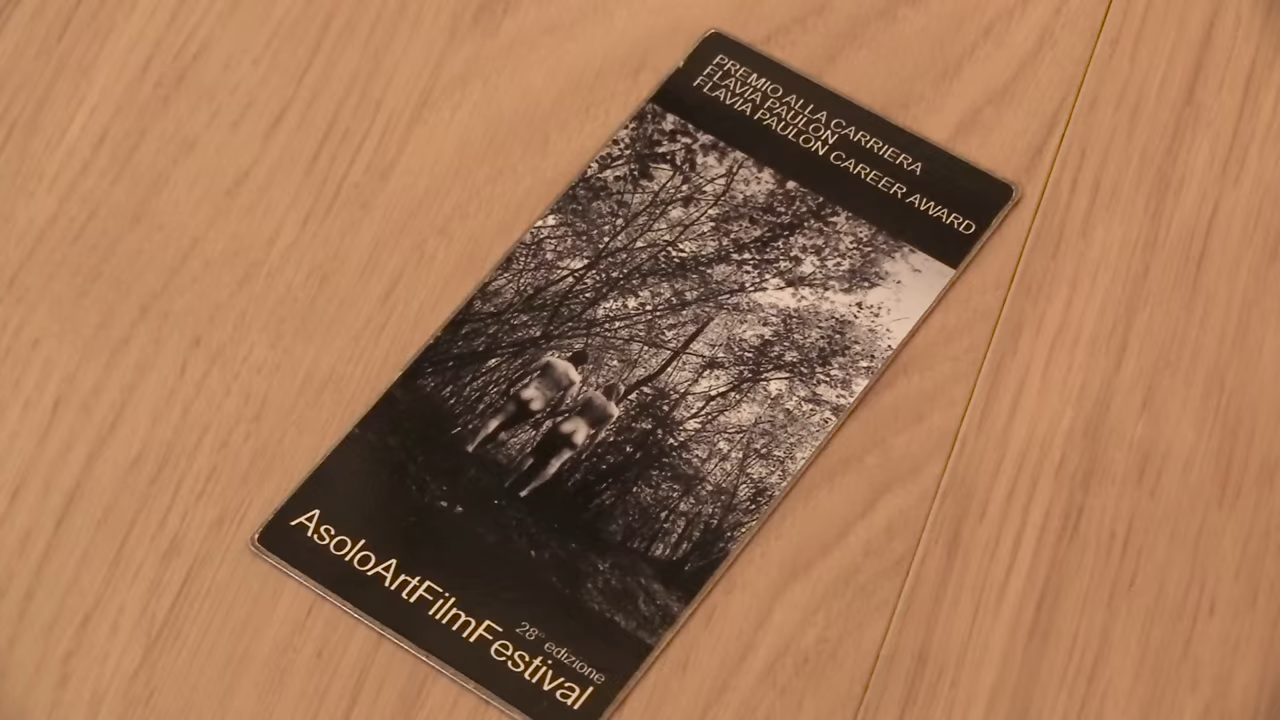 PREMIO ALLA CARRIERA
FLAVIA PAULON
FLAVIA PAULON CAREER AWARD
28ª edizione
AsoloArtFilmFestival